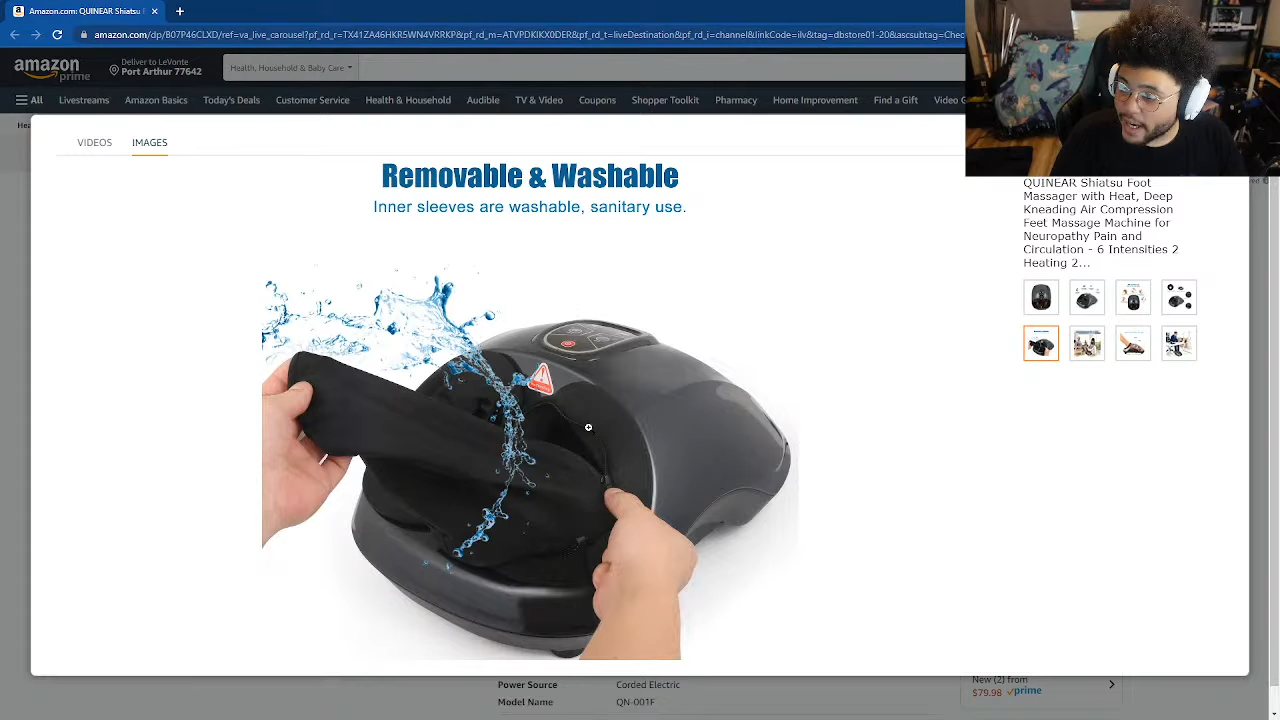 Amazon.com: QUINEAR Shiatsu F
amazon.com/dp/B07P46CLXD/ref=va_live_carousel?pf_rd_r=TX41ZA46HKR5WN4VRRKP&pf_rd_m=ATVPDKIKX0DER&pf_rd_t=liveDestination&pf_rd_i=channel&linkCode=ilv&tag=dbstore01-20&ascsubtag=Chec
amazon prime
Deliver to LeVonte
Port Arthur 77642
Health, Household & Baby Care
All
Livestreams
Amazon Basics
Today's Deals
Customer Service
Health & Household
Audible
TV & Video
Coupons
Shopper Toolkit
Pharmacy
Home Improvement
Find a Gift
Video G
Hea
VIDEOS
IMAGES
Removable & Washable
Inner sleeves are washable, sanitary use.
QUINEAR Shiatsu Foot
Massager with Heat, Deep
Kneading Air Compression
Feet Massage Machine for
Neuropathy Pain and
Circulation - 6 Intensities 2
Heating 2...
Power Source
Corded Electric
Model Name
QN-001F
New (2) from
$79.98 prime